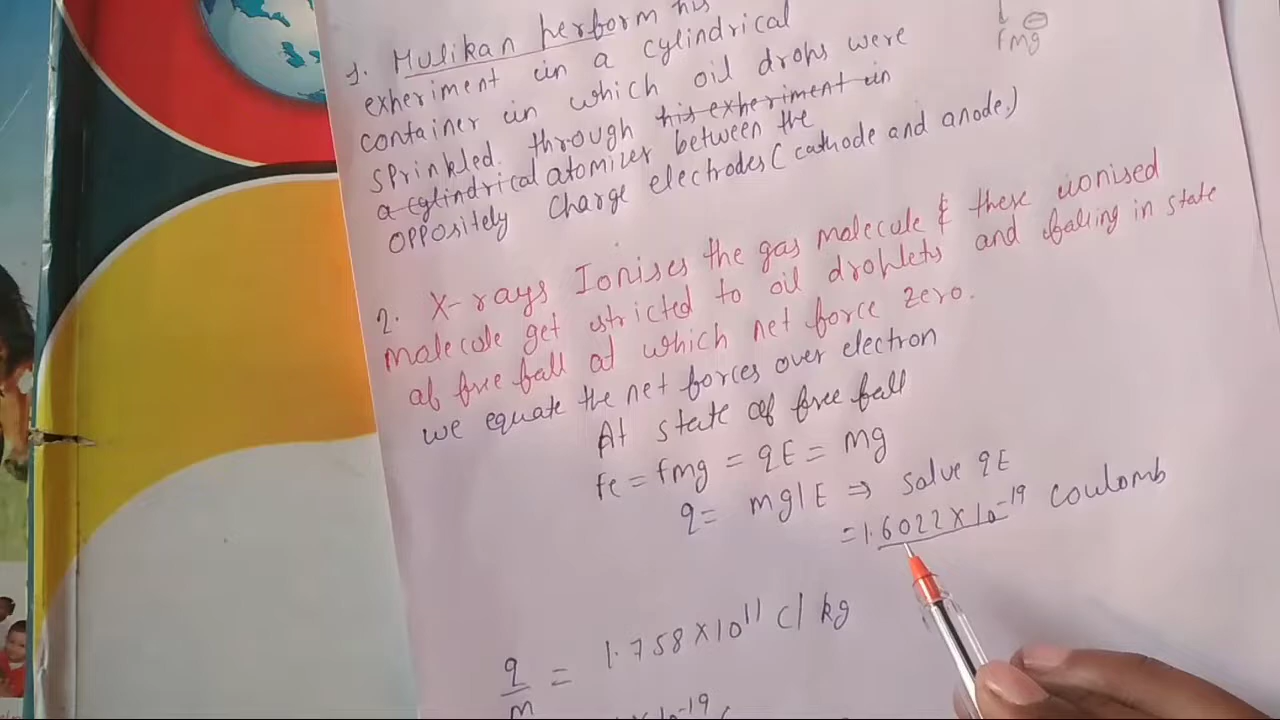 1. Mulikan perform his
experiment in a cylindrical
container in which oil drops were
sprinkled through his experiment in
a cylindrical atomizer between the
oppositely charge electrodes (cathode and anode)
fmg
2. X-rays Ionises the gas molecule & these ionised
malecule get stricted to oil droplets and falling in state
of free fall at which net force zero.
we equate the net forces over electron
At state of free fall
fe = fmg = qE = mg
q = mg/E ⇒ solve qE
= 1.6022 × 10⁻¹⁹ Coulomb
q/m = 1.758 × 10¹¹ C/kg